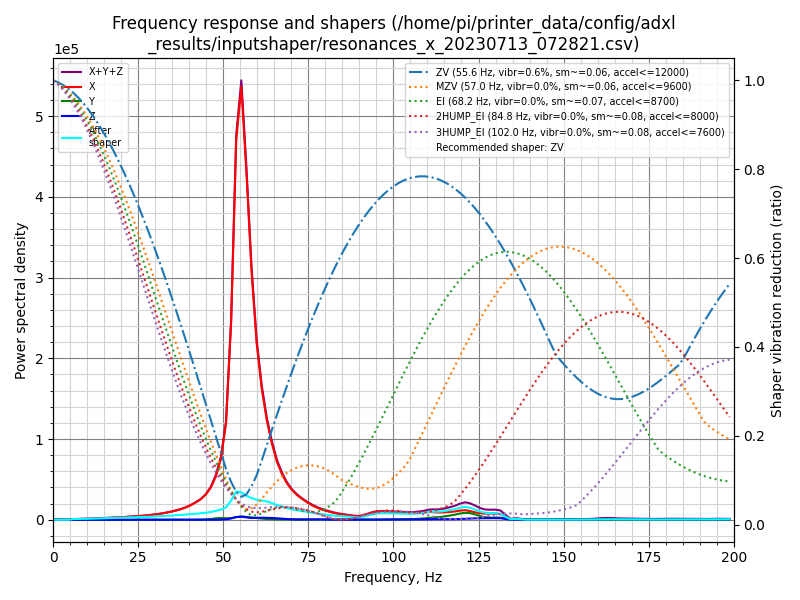 Frequency response and shapers (/home/pi/printer_data/config/adxl
_results/inputshaper/resonances_x_20230713_072821.csv)
1e5
X+Y+Z
X
Y
Z
After
shaper
ZV (55.6 Hz, vibr=0.6%, sm~=0.06, accel<=12000)
MZV (57.0 Hz, vibr=0.0%, sm~=0.06, accel<=9600)
EI (68.2 Hz, vibr=0.0%, sm~=0.07, accel<=8700)
2HUMP_EI (84.8 Hz, vibr=0.0%, sm~=0.08, accel<=8000)
3HUMP_EI (102.0 Hz, vibr=0.0%, sm~=0.08, accel<=7600)
Recommended shaper: ZV
5
4
3
2
1
0
Power spectral density
1.0
0.8
0.6
0.4
0.2
0.0
Shaper vibration reduction (ratio)
0 25 50 75 100 125 150 175 200
Frequency, Hz